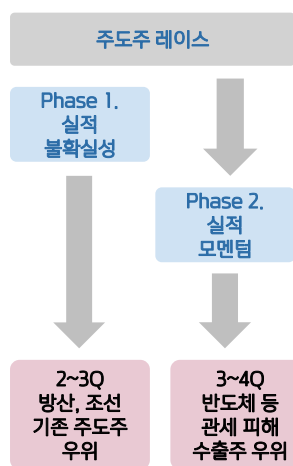 주도주 레이스
Phase 1.
실적
불확실성
Phase 2.
실적
모멘텀
2~3Q
방산, 조선
기존 주도주
우위
3~4Q
반도체 등
관세 피해
수출주 우위